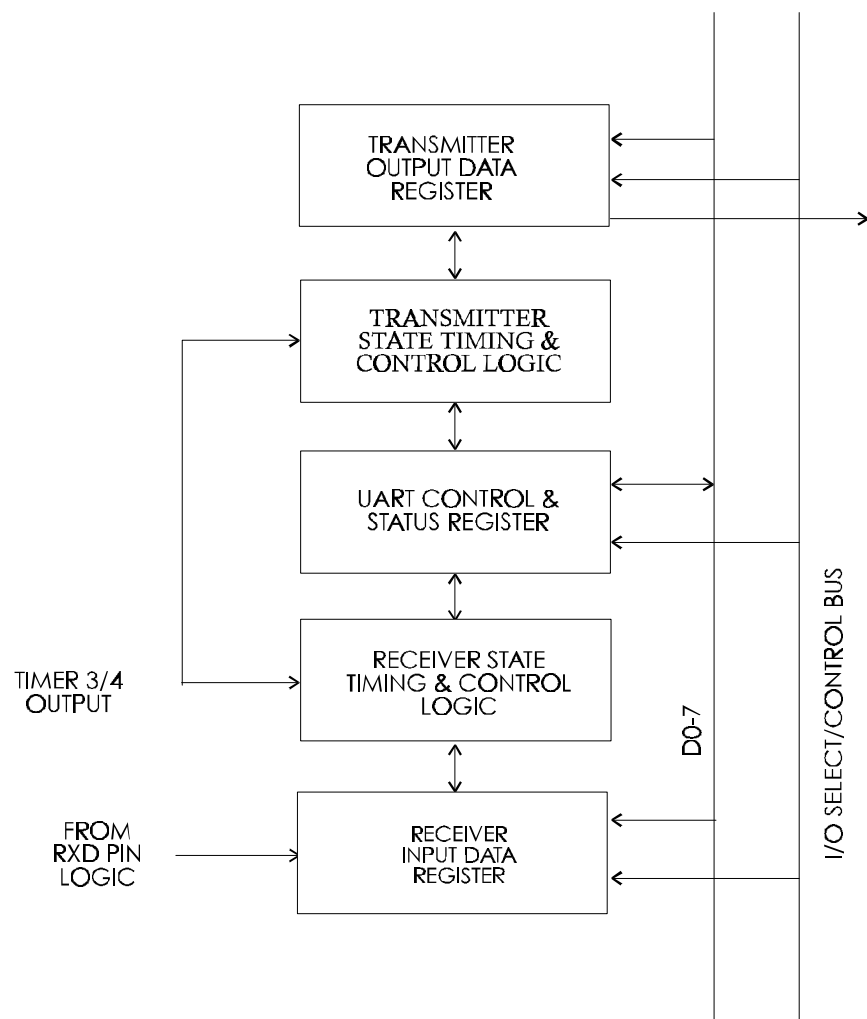 TRANSMITTER
OUTPUT DATA
REGISTER
TRANSMITTER
STATE TIMING &
CONTROL LOGIC
UART CONTROL &
STATUS REGISTER
RECEIVER STATE
TIMING & CONTROL
LOGIC
TIMER 3/4
OUTPUT
D0-7
I/O SELECT/CONTROL BUS
FROM
RXD PIN
LOGIC
RECEIVER
INPUT DATA
REGISTER